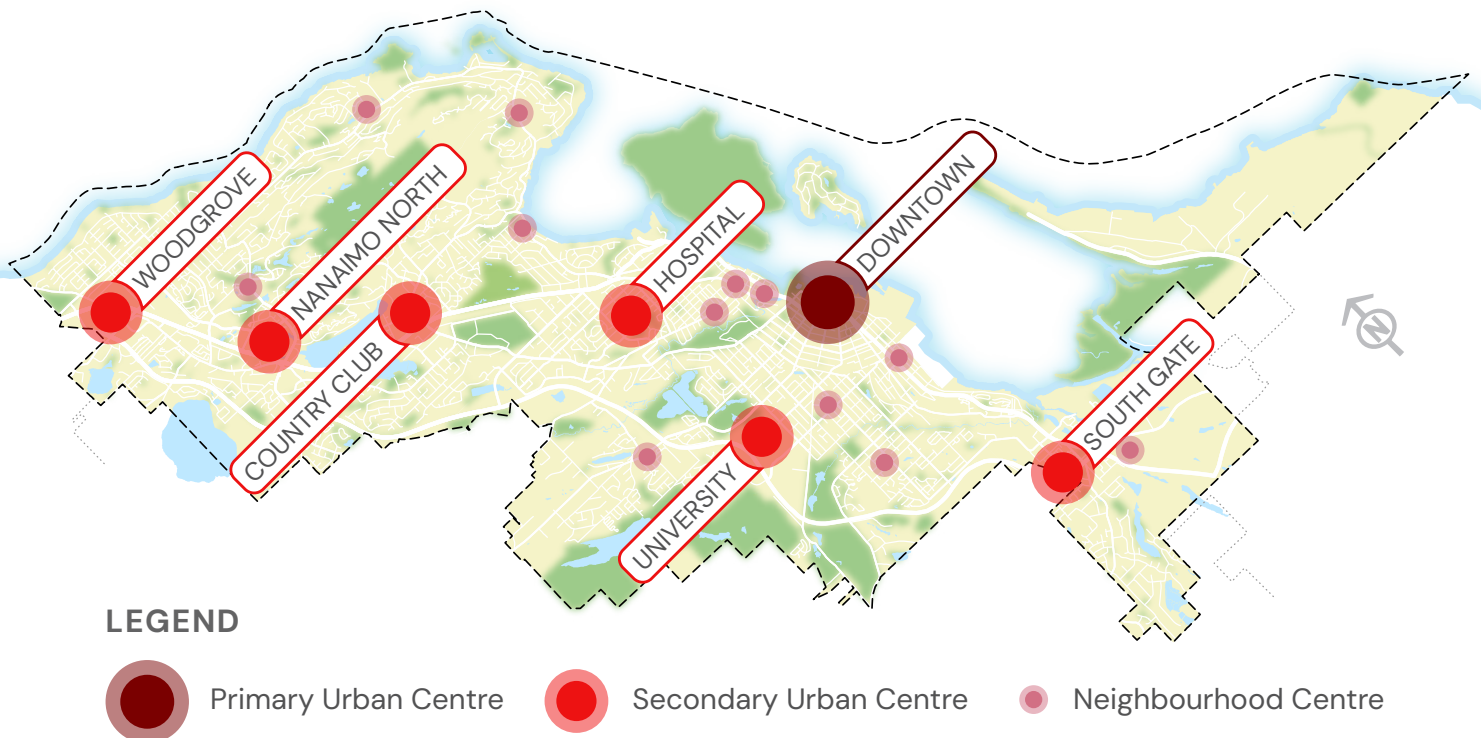 WOODGROVE
NANAIMO NORTH
COUNTRY CLUB
HOSPITAL
DOWNTOWN
UNIVERSITY
SOUTH GATE
N
LEGEND
Primary Urban Centre
Secondary Urban Centre
Neighbourhood Centre